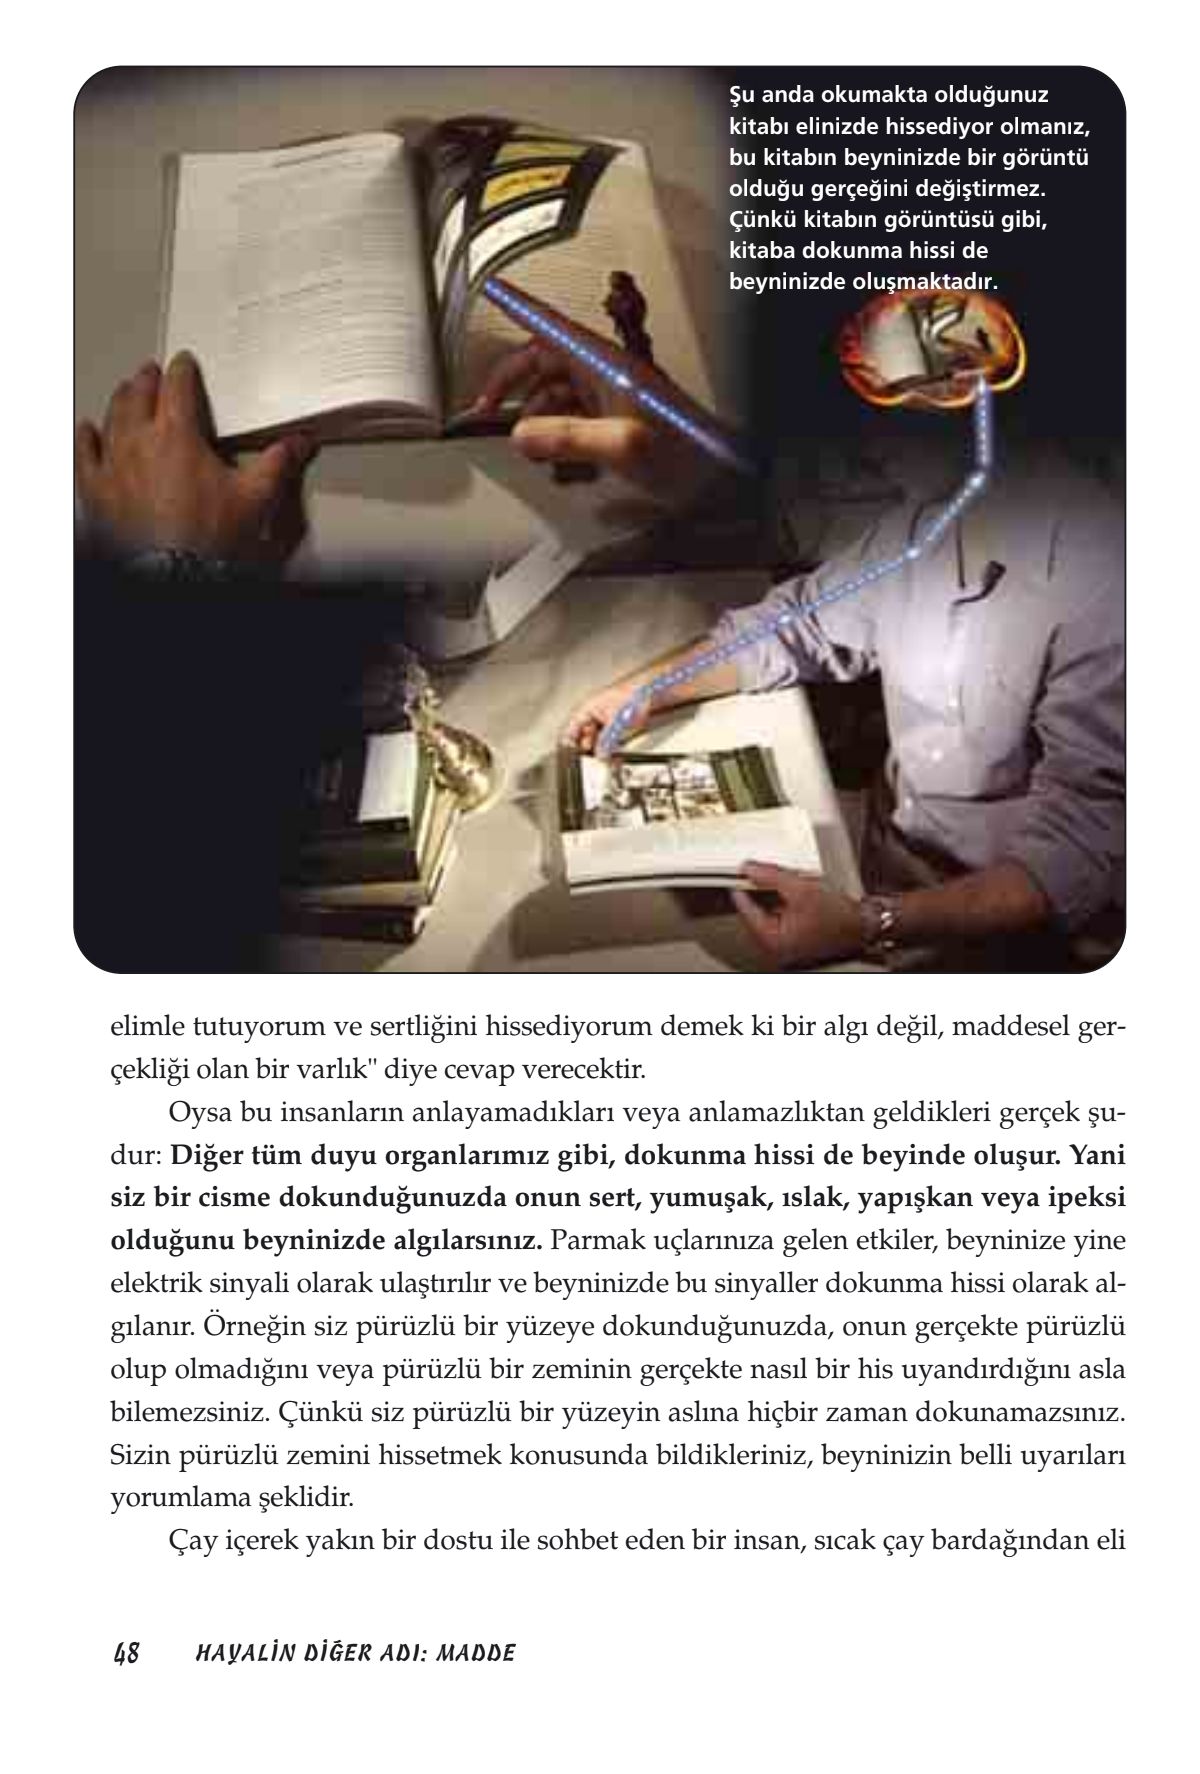 Şu anda okumakta olduğunuz
kitabı elinizde hissediyor olmanız,
bu kitabın beyninizde bir görüntü
olduğu gerçeğini değiştirmez.
Çünkü kitabın görüntüsü gibi,
kitaba dokunma hissi de
beyninizde oluşmaktadır.
elimle tutuyorum ve sertliğini hissediyorum demek ki bir algı değil, maddesel ger-
çekliği olan bir varlık" diye cevap verecektir.
Oysa bu insanların anlayamadıkları veya anlamazlıktan geldikleri gerçek şu-
dur: Diğer tüm duyu organlarımız gibi, dokunma hissi de beyinde oluşur. Yani
siz bir cisme dokunduğunuzda onun sert, yumuşak, ıslak, yapışkan veya ipeksi
olduğunu beyninizde algılarsınız. Parmak uçlarınıza gelen etkiler, beyninize yine
elektrik sinyali olarak ulaştırılır ve beyninizde bu sinyaller dokunma hissi olarak al-
gılanır. Örneğin siz pürüzlü bir yüzeye dokunduğunuzda, onun gerçekte pürüzlü
olup olmadığını veya pürüzlü bir zeminin gerçekte nasıl bir his uyandırdığını asla
bilemezsiniz. Çünkü siz pürüzlü bir yüzeyin aslına hiçbir zaman dokunamazsınız.
Sizin pürüzlü zemini hissetmek konusunda bildikleriniz, beyninizin belli uyarıları
yorumlama şeklidir.
Çay içerek yakın bir dostu ile sohbet eden bir insan, sıcak çay bardağından eli
48 HAYALİN DİĞER ADI: MADDE